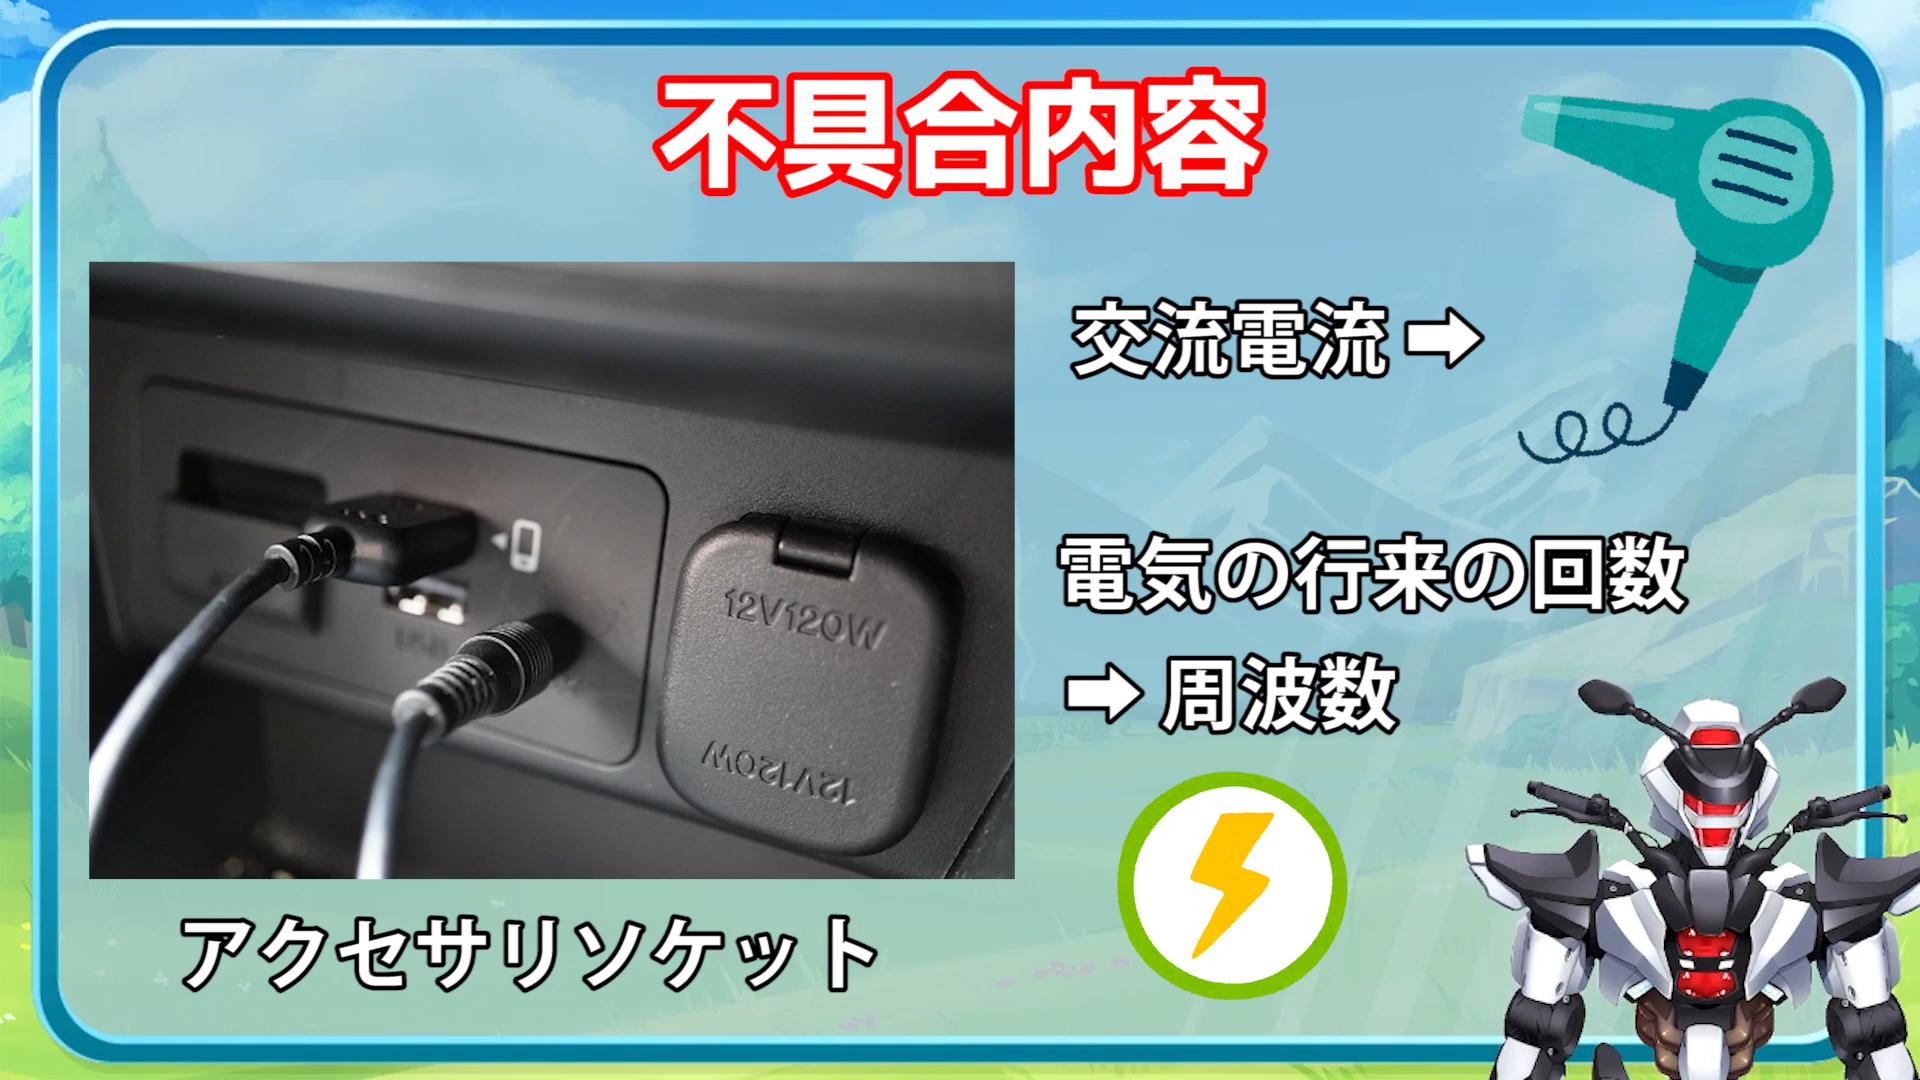 不具合内容
交流電流➡
電気の行来の回数
➡周波数
12V120W
12V120W
アクセサリソケット